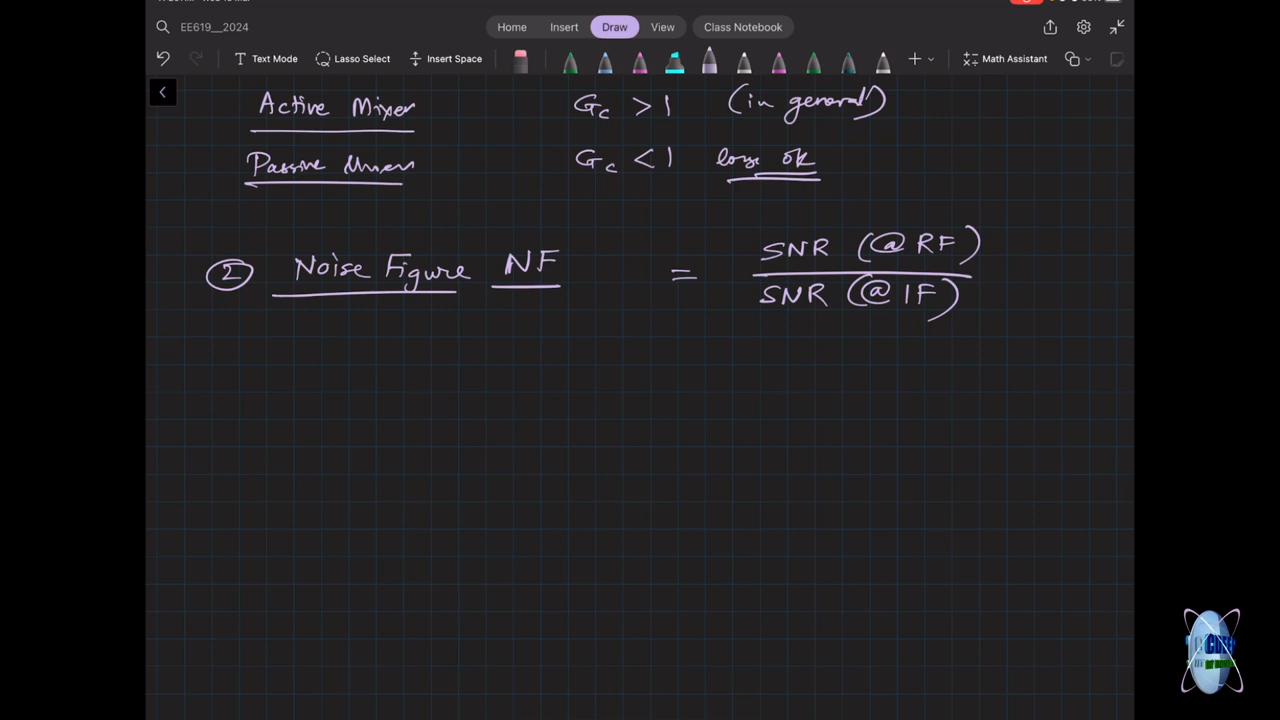 EE619__2024
Home Insert Draw View Class Notebook
Text Mode Lasso Select Insert Space Math Assistant
Active Mixer Gc > 1 (in general)
Passive Mixer Gc < 1 loss ok
② Noise Figure NF = SNR (@ RF)
SNR (@ IF)